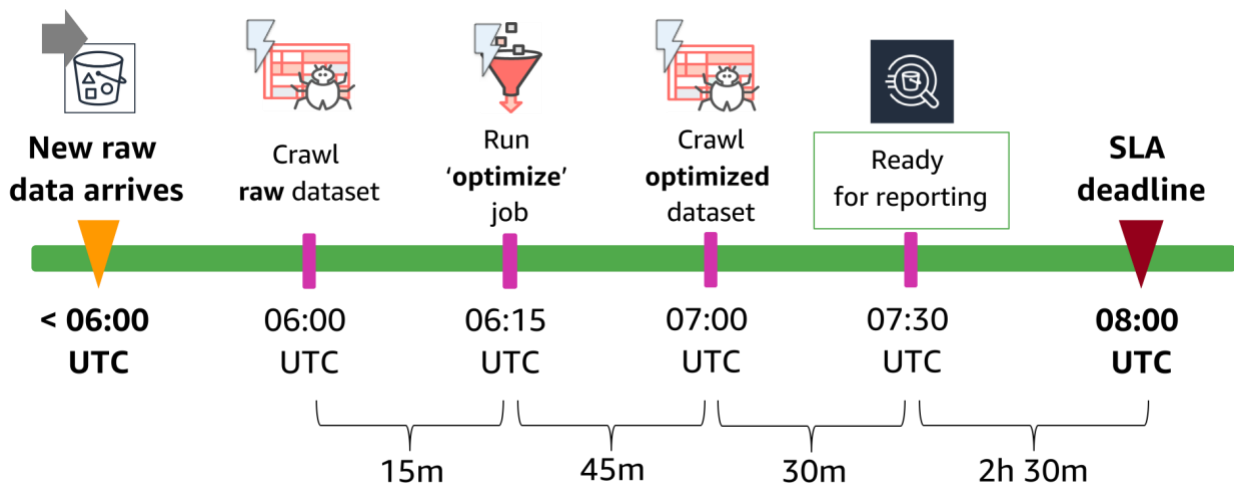 New raw
data arrives
Crawl
raw dataset
Run
‘optimize’
job
Crawl
optimized
dataset
Ready
for reporting
SLA
deadline
< 06:00
UTC
06:00
UTC
06:15
UTC
07:00
UTC
07:30
UTC
08:00
UTC
15m
45m
30m
2h 30m